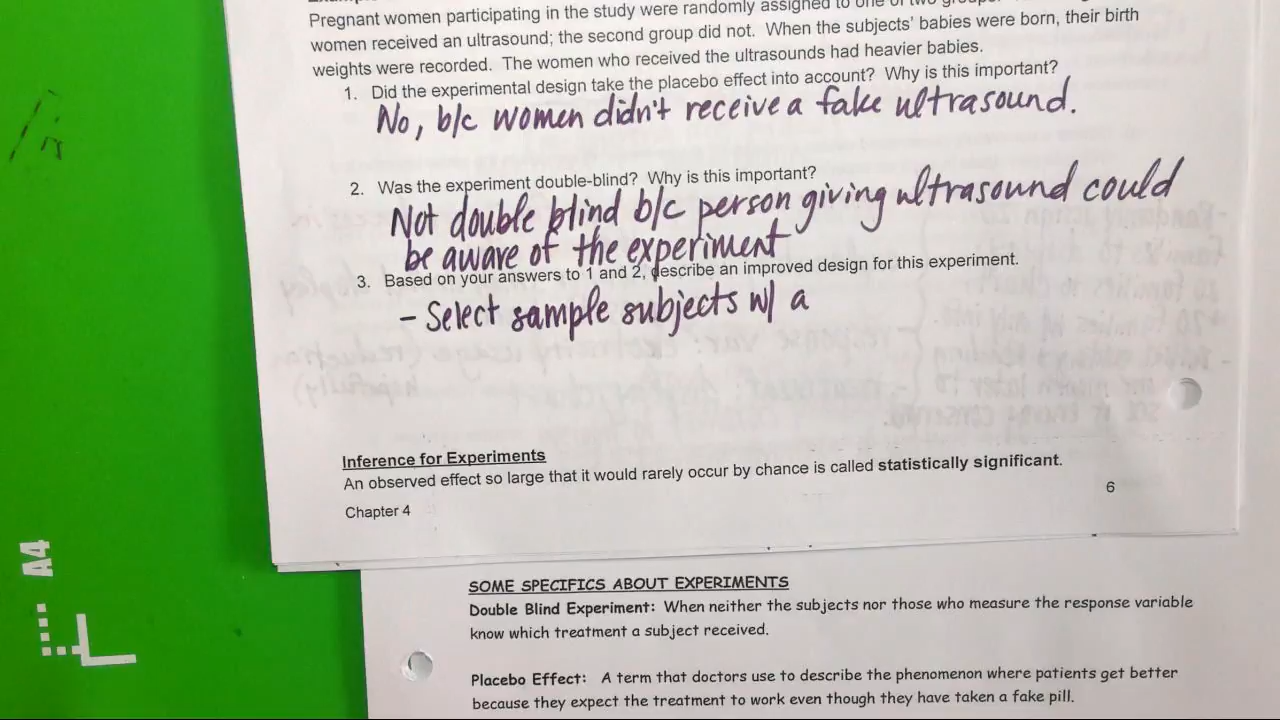 Pregnant women participating in the study were randomly assigned to one of two groups.
women received an ultrasound; the second group did not. When the subjects' babies were born, their birth
weights were recorded. The women who received the ultrasounds had heavier babies.
1. Did the experimental design take the placebo effect into account? Why is this important?
No, b/c women didn't receive a fake ultrasound.
2. Was the experiment double-blind? Why is this important?
Not double blind b/c person giving ultrasound could
be aware of the experiment
3. Based on your answers to 1 and 2, describe an improved design for this experiment.
- Select sample subjects w/ a
Inference for Experiments
An observed effect so large that it would rarely occur by chance is called statistically significant.
6
Chapter 4
A4
SOME SPECIFICS ABOUT EXPERIMENTS
Double Blind Experiment: When neither the subjects nor those who measure the response variable
know which treatment a subject received.
Placebo Effect: A term that doctors use to describe the phenomenon where patients get better
because they expect the treatment to work even though they have taken a fake pill.